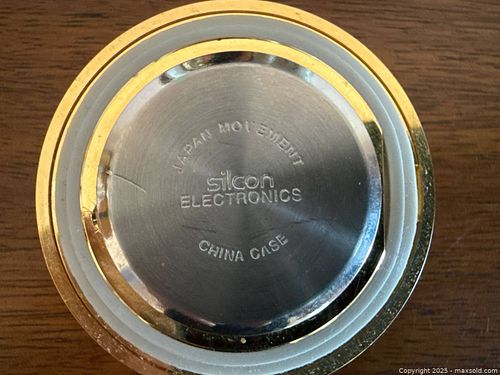 JAPAN MOVEMENT
silcon
ELECTRONICS
CHINA CASE
Copyright 2025 - maxsold.com